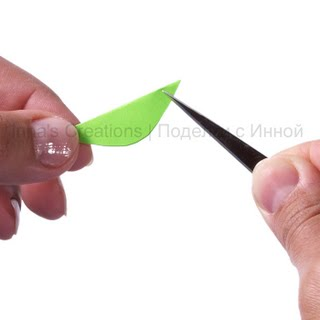 Inna's Creations | Поделки с Инной